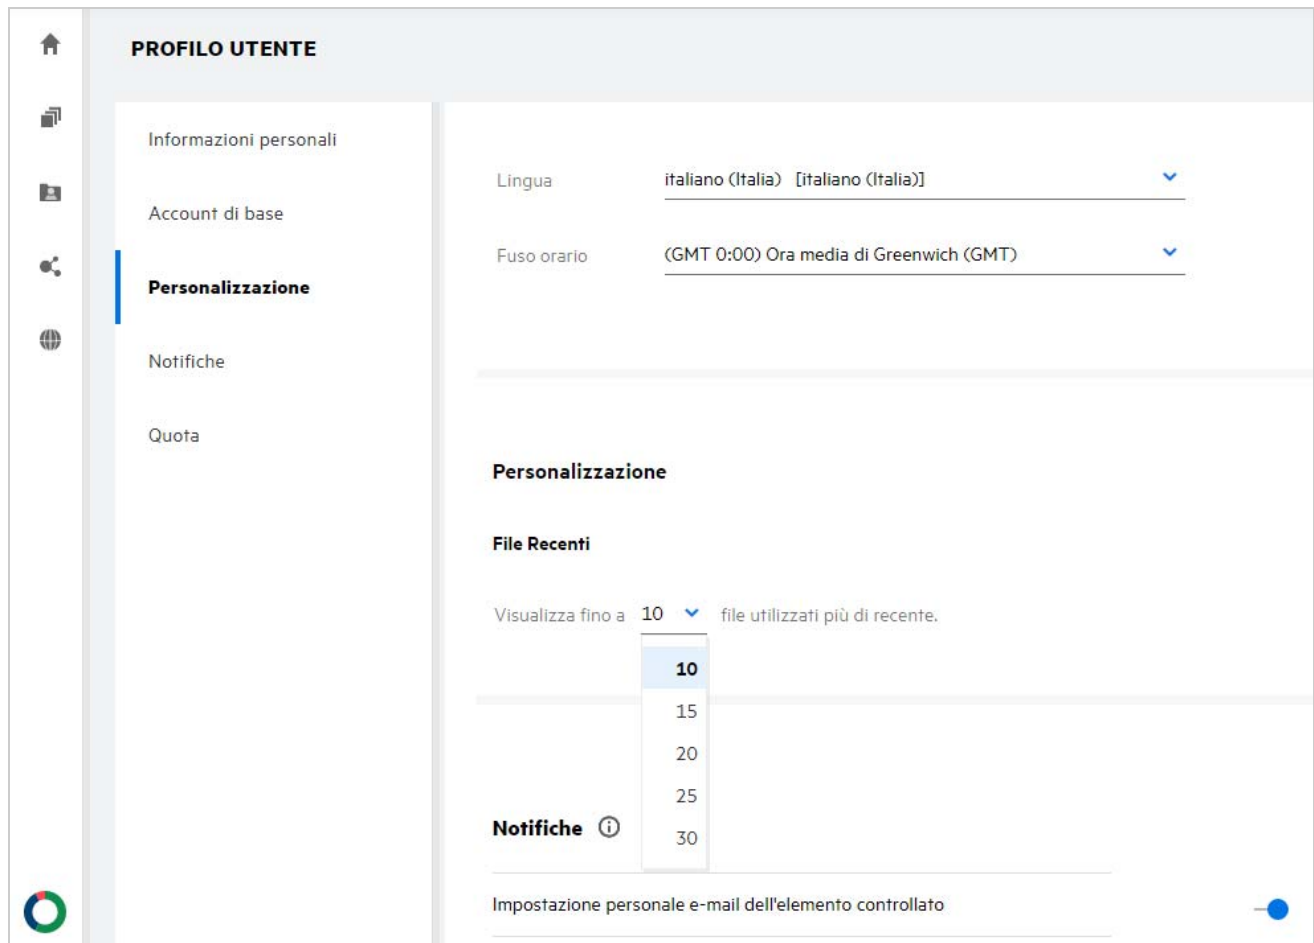 PROFILO UTENTE
Informazioni personali
Account di base
Personalizzazione
Notifiche
Quota
Lingua italiano (Italia) [italiano (Italia)]
Fuso orario (GMT 0:00) Ora media di Greenwich (GMT)
Personalizzazione
File Recenti
Visualizza fino a 10 file utilizzati più di recente.
10
15
20
25
30
Notifiche
Impostazione personale e-mail dell'elemento controllato